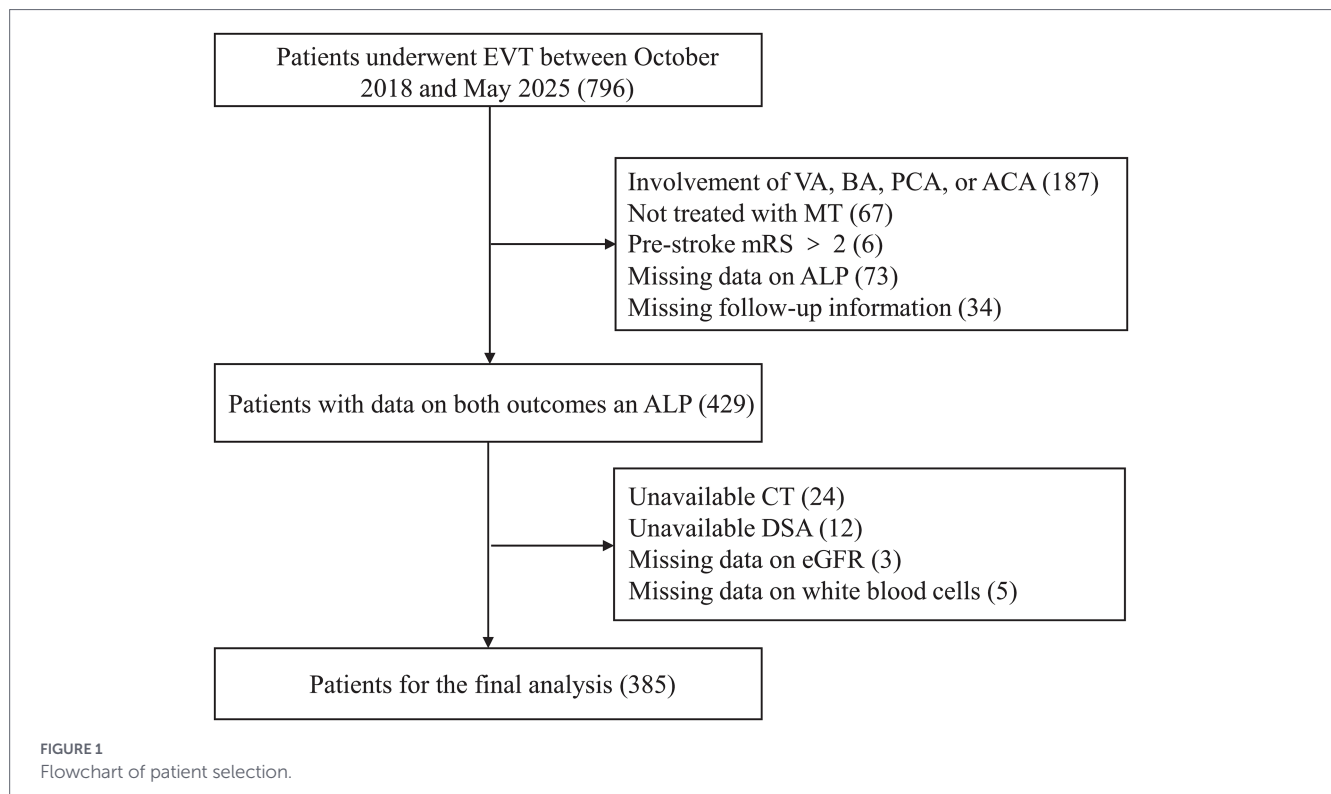 Patients underwent EVT between October
2018 and May 2025 (796)
Involvement of VA, BA, PCA, or ACA (187)
Not treated with MT (67)
Pre-stroke mRS > 2 (6)
Missing data on ALP (73)
Missing follow-up information (34)
Patients with data on both outcomes an ALP (429)
Unavailable CT (24)
Unavailable DSA (12)
Missing data on eGFR (3)
Missing data on white blood cells (5)
Patients for the final analysis (385)
FIGURE 1
Flowchart of patient selection.